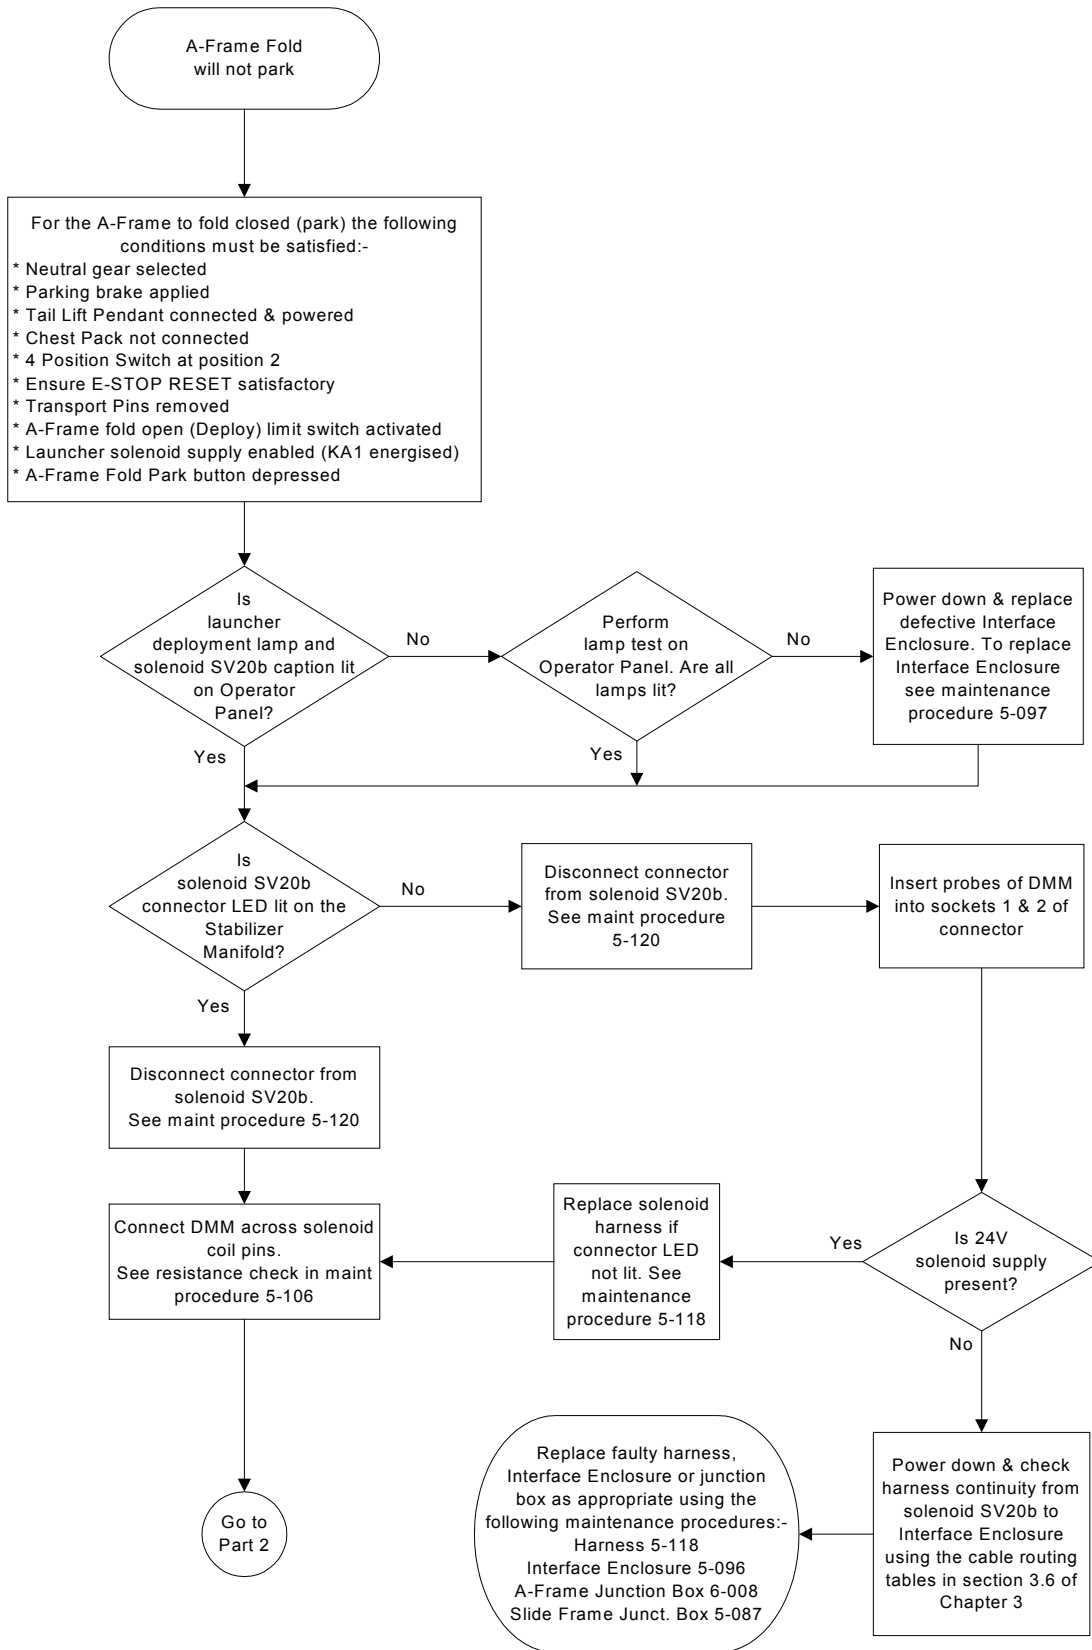 A-Frame Fold
will not park
For the A-Frame to fold closed (park) the following
conditions must be satisfied:-
* Neutral gear selected
* Parking brake applied
* Tail Lift Pendant connected & powered
* Chest Pack not connected
* 4 Position Switch at position 2
* Ensure E-STOP RESET satisfactory
* Transport Pins removed
* A-Frame fold open (Deploy) limit switch activated
* Launcher solenoid supply enabled (KA1 energised)
* A-Frame Fold Park button depressed
Is
launcher
deployment lamp and
solenoid SV20b caption lit
on Operator
Panel?
No
Perform
lamp test on
Operator Panel. Are all
lamps lit?
No
Power down & replace
defective Interface
Enclosure. To replace
Interface Enclosure
see maintenance
procedure 5-097
Yes
Yes
Is
solenoid SV20b
connector LED lit on the
Stabilizer
Manifold?
No
Disconnect connector
from solenoid SV20b.
See maint procedure
5-120
Insert probes of DMM
into sockets 1 & 2 of
connector
Yes
Disconnect connector from
solenoid SV20b.
See maint procedure 5-120
Connect DMM across solenoid
coil pins.
See resistance check in maint
procedure 5-106
Replace solenoid
harness if
connector LED
not lit. See
maintenance
procedure 5-118
Yes
Is 24V
solenoid supply
present?
No
Go to
Part 2
Replace faulty harness,
Interface Enclosure or junction
box as appropriate using the
following maintenance procedures:-
Harness 5-118
Interface Enclosure 5-096
A-Frame Junction Box 6-008
Slide Frame Junct. Box 5-087
Power down & check
harness continuity from
solenoid SV20b to
Interface Enclosure
using the cable routing
tables in section 3.6 of
Chapter 3